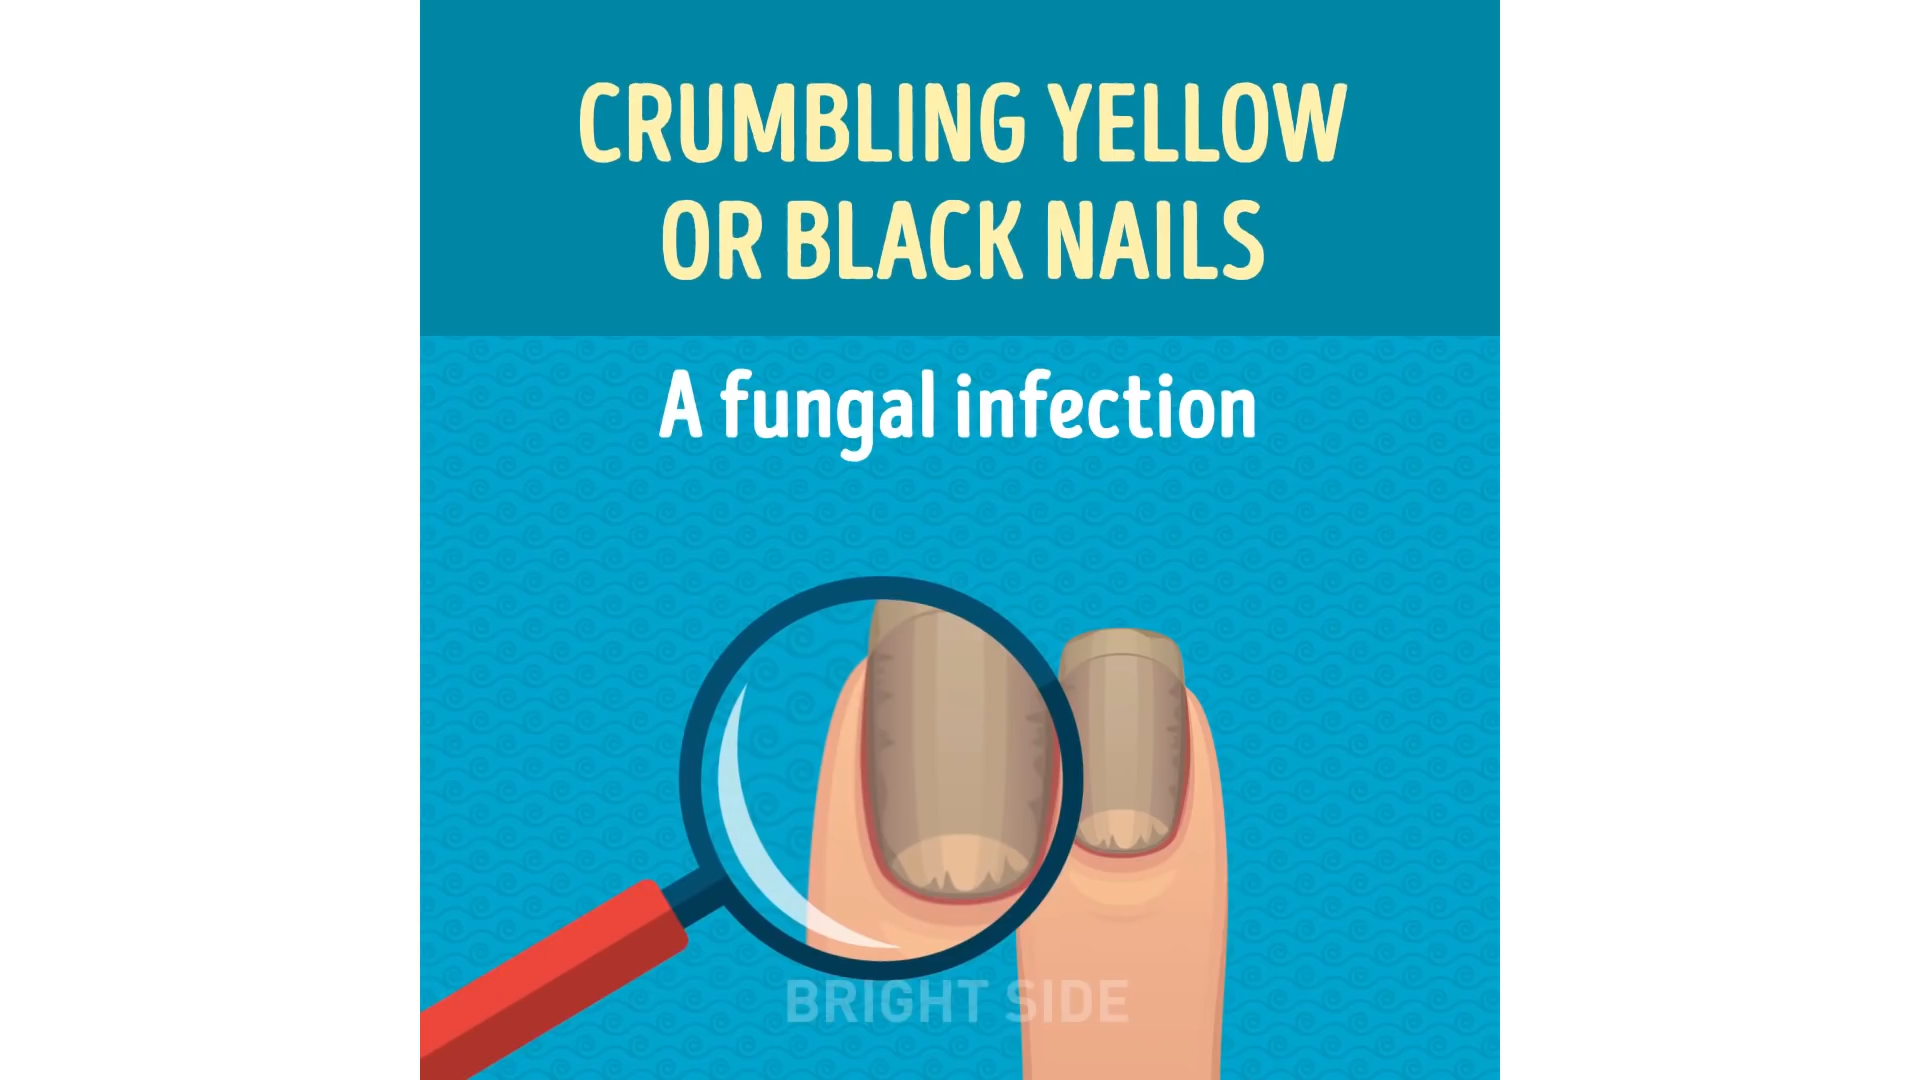 CRUMBLING YELLOW
OR BLACK NAILS
A fungal infection
BRIGHT SIDE